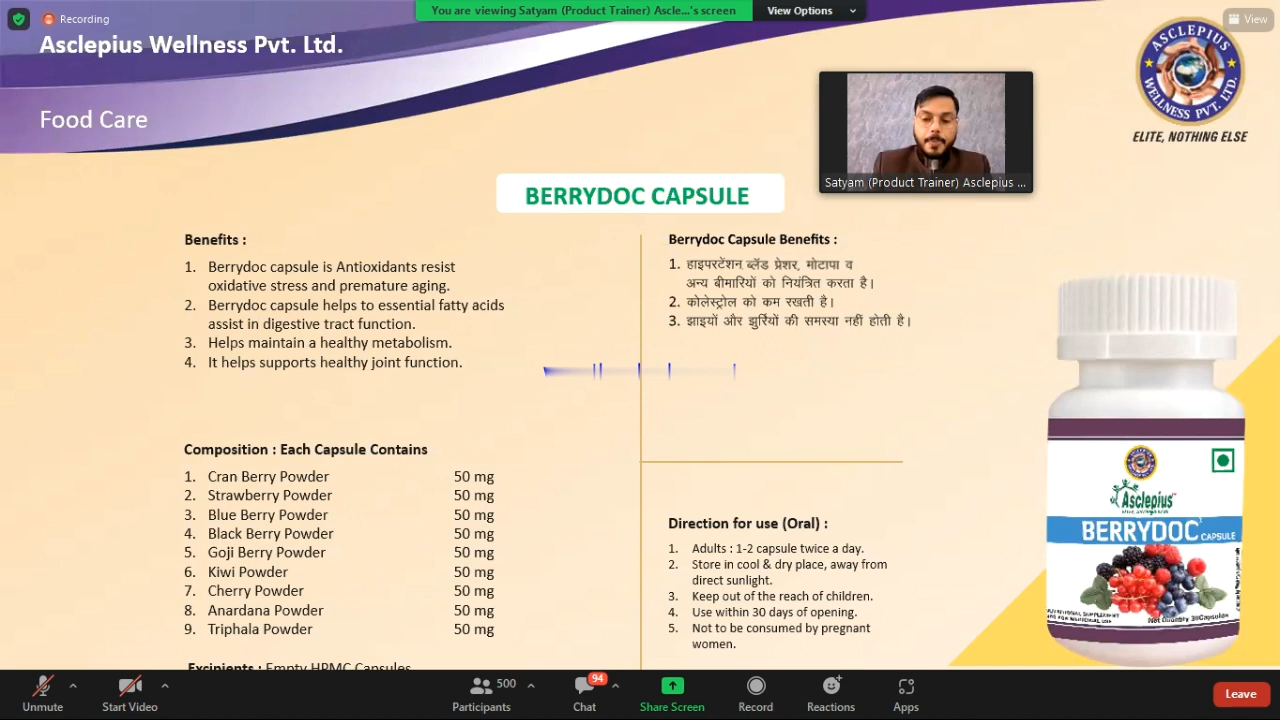 Recording
You are viewing Satyam (Product Trainer) Ascle...'s screen
View Options
View
Asclepius Wellness Pvt. Ltd.
Food Care
ASCLEPIUS
WELLNESS PVT. LTD.
ELITE, NOTHING ELSE
Satyam (Product Trainer) Asclepius ...
BERRYDOC CAPSULE
Benefits :
1. Berrydoc capsule is Antioxidants resist
oxidative stress and premature aging.
2. Berrydoc capsule helps to essential fatty acids
assist in digestive tract function.
3. Helps maintain a healthy metabolism.
4. It helps supports healthy joint function.
Berrydoc Capsule Benefits :
1. हाइपरटेंशन, ब्लॅड प्रेशर, मोटापा व
अन्य बीमारियों को नियंत्रित करता है।
2. कोलेस्ट्रोल को कम रखती है।
3. झाइयों और झुर्रियों की समस्या नहीं होती है।
Composition : Each Capsule Contains
1. Cran Berry Powder 50 mg
2. Strawberry Powder 50 mg
3. Blue Berry Powder 50 mg
4. Black Berry Powder 50 mg
5. Goji Berry Powder 50 mg
6. Kiwi Powder 50 mg
7. Cherry Powder 50 mg
8. Anardana Powder 50 mg
9. Triphala Powder 50 mg
Excipients : Empty HPMC Capsules
Direction for use (Oral) :
1. Adults : 1-2 capsule twice a day.
2. Store in cool & dry place, away from
direct sunlight.
3. Keep out of the reach of children.
4. Use within 30 days of opening.
5. Not to be consumed by pregnant
women.
Asclepius
BERRYDOC CAPSULE
Unmute
Start Video
500
Participants
94
Chat
Share Screen
Record
Reactions
Apps
Leave